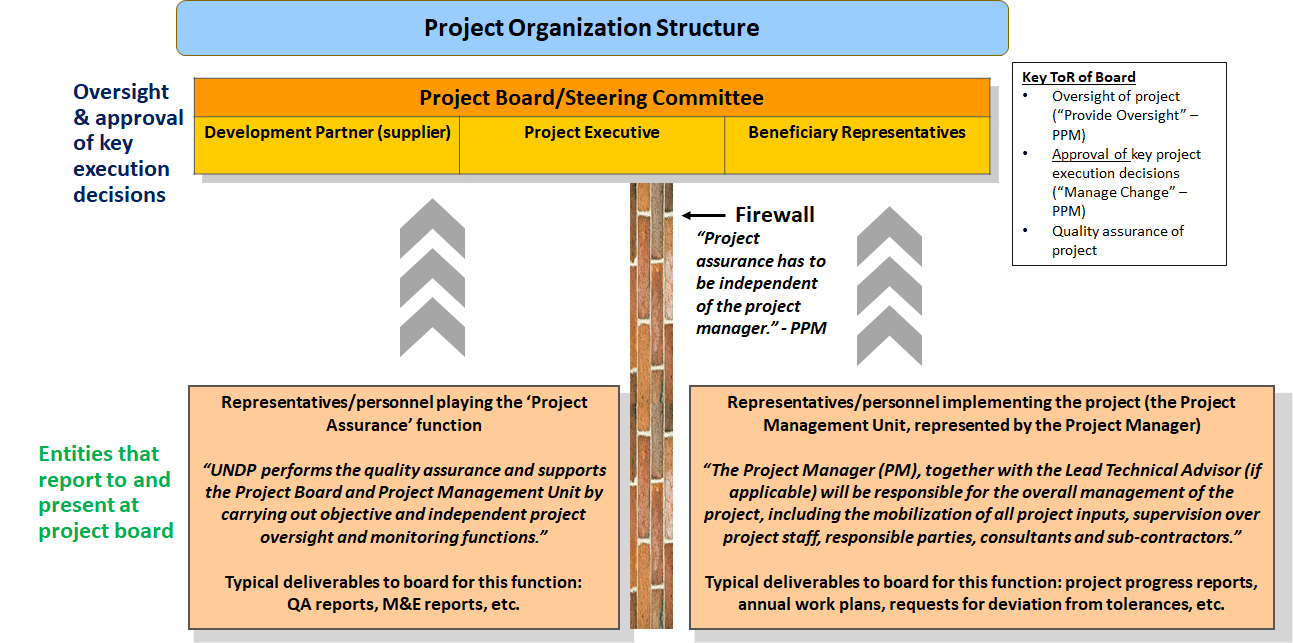 Project Organization Structure
Oversight
& approval
of key
execution
decisions
Project Board/Steering Committee
Development Partner (supplier)
Project Executive
Beneficiary Representatives
Key ToR of Board
• Oversight of project
(“Provide Oversight” –
PPM)
• Approval of key project
execution decisions
(“Manage Change” –
PPM)
• Quality assurance of
project
Firewall
“Project
assurance has to
be independent
of the project
manager.” - PPM
Entities that
report to and
present at
project board
Representatives/personnel playing the ‘Project
Assurance’ function
“UNDP performs the quality assurance and supports
the Project Board and Project Management Unit by
carrying out objective and independent project
oversight and monitoring functions.”
Typical deliverables to board for this function:
QA reports, M&E reports, etc.
Representatives/personnel implementing the project (the Project
Management Unit, represented by the Project Manager)
“The Project Manager (PM), together with the Lead Technical Advisor (if
applicable) will be responsible for the overall management of the
project, including the mobilization of all project inputs, supervision over
project staff, responsible parties, consultants and sub-contractors.”
Typical deliverables to board for this function: project progress reports,
annual work plans, requests for deviation from tolerances, etc.